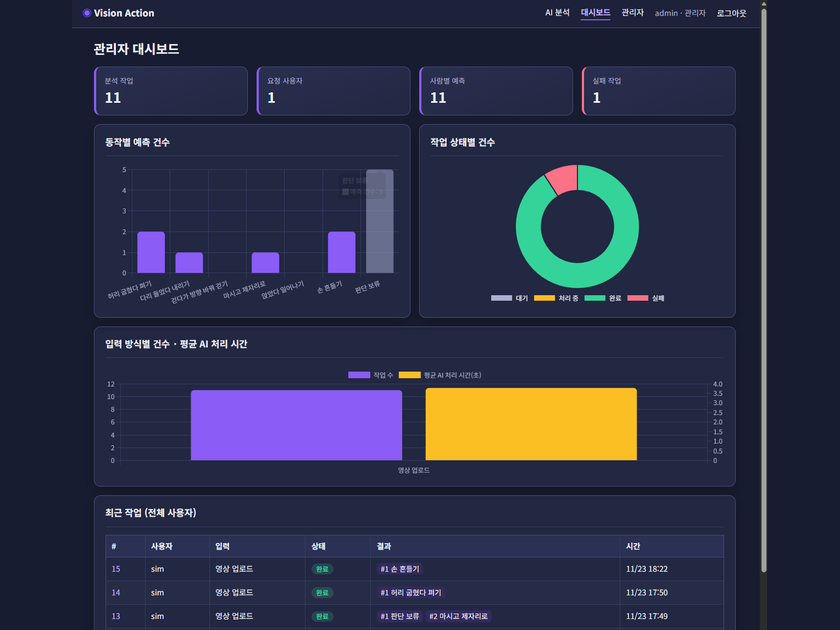 Vision Action
AI 분석 대시보드 관리자 admin · 관리자 로그아웃
관리자 대시보드
분석 작업 요청 사용자 사람별 예측 실패 작업
11 1 11 1
동작별 예측 건수
5
4
3
2
1
0
허리 굽혔다 펴기 다리 들었다 내리기 걷다가 방향 바꿔 걷기 마시고 제자리로 앉았다 일어나기 손 흔들기 판단 보류
판단 보류
작업 상태별 건수
대기 처리 중 완료 실패
입력 방식별 건수 · 평균 AI 처리 시간
작업 수 평균 AI 처리 시간(초)
12 4.0
10 3.5
8 3.0
6 2.5
4 2.0
2 1.5
0 1.0
0.5
0
영상 업로드
최근 작업 (전체 사용자)
# 사용자 입력 상태 결과 시간
15 sim 영상 업로드 완료 #1 손 흔들기 11/23 18:22
14 sim 영상 업로드 완료 #1 허리 굽혔다 펴기 11/23 17:50
13 sim 영상 업로드 완료 #1 판단 보류 #2 마시고 제자리로 11/23 17:49